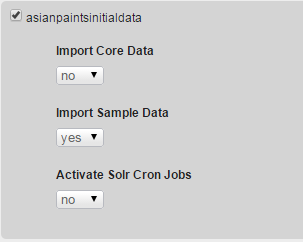 asianpaintsinitialdata
Import Core Data
no
Import Sample Data
yes
Activate Solr Cron Jobs
no